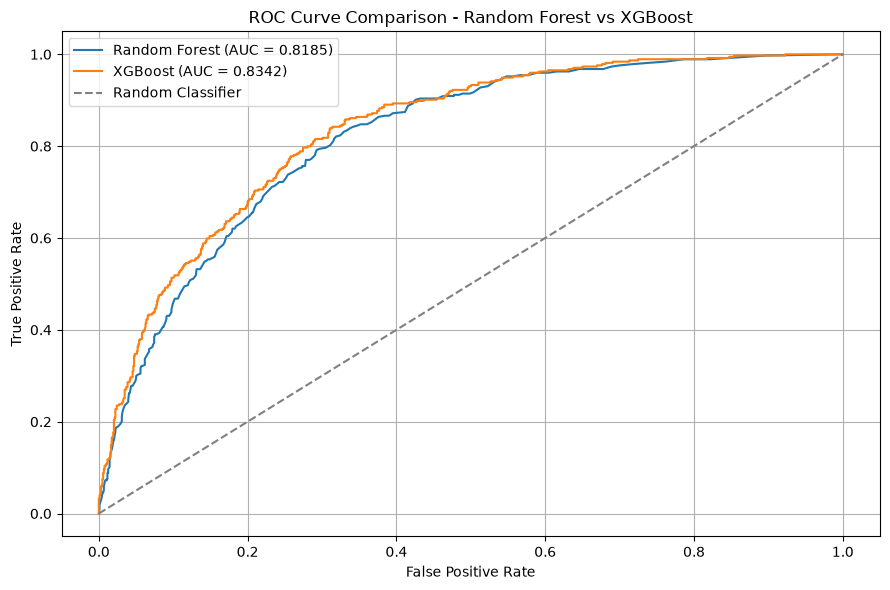 ROC Curve Comparison - Random Forest vs XGBoost
Random Forest (AUC = 0.8185)
XGBoost (AUC = 0.8342)
Random Classifier
True Positive Rate
1.0
0.8
0.6
0.4
0.2
0.0
0.0 0.2 0.4 0.6 0.8 1.0
False Positive Rate